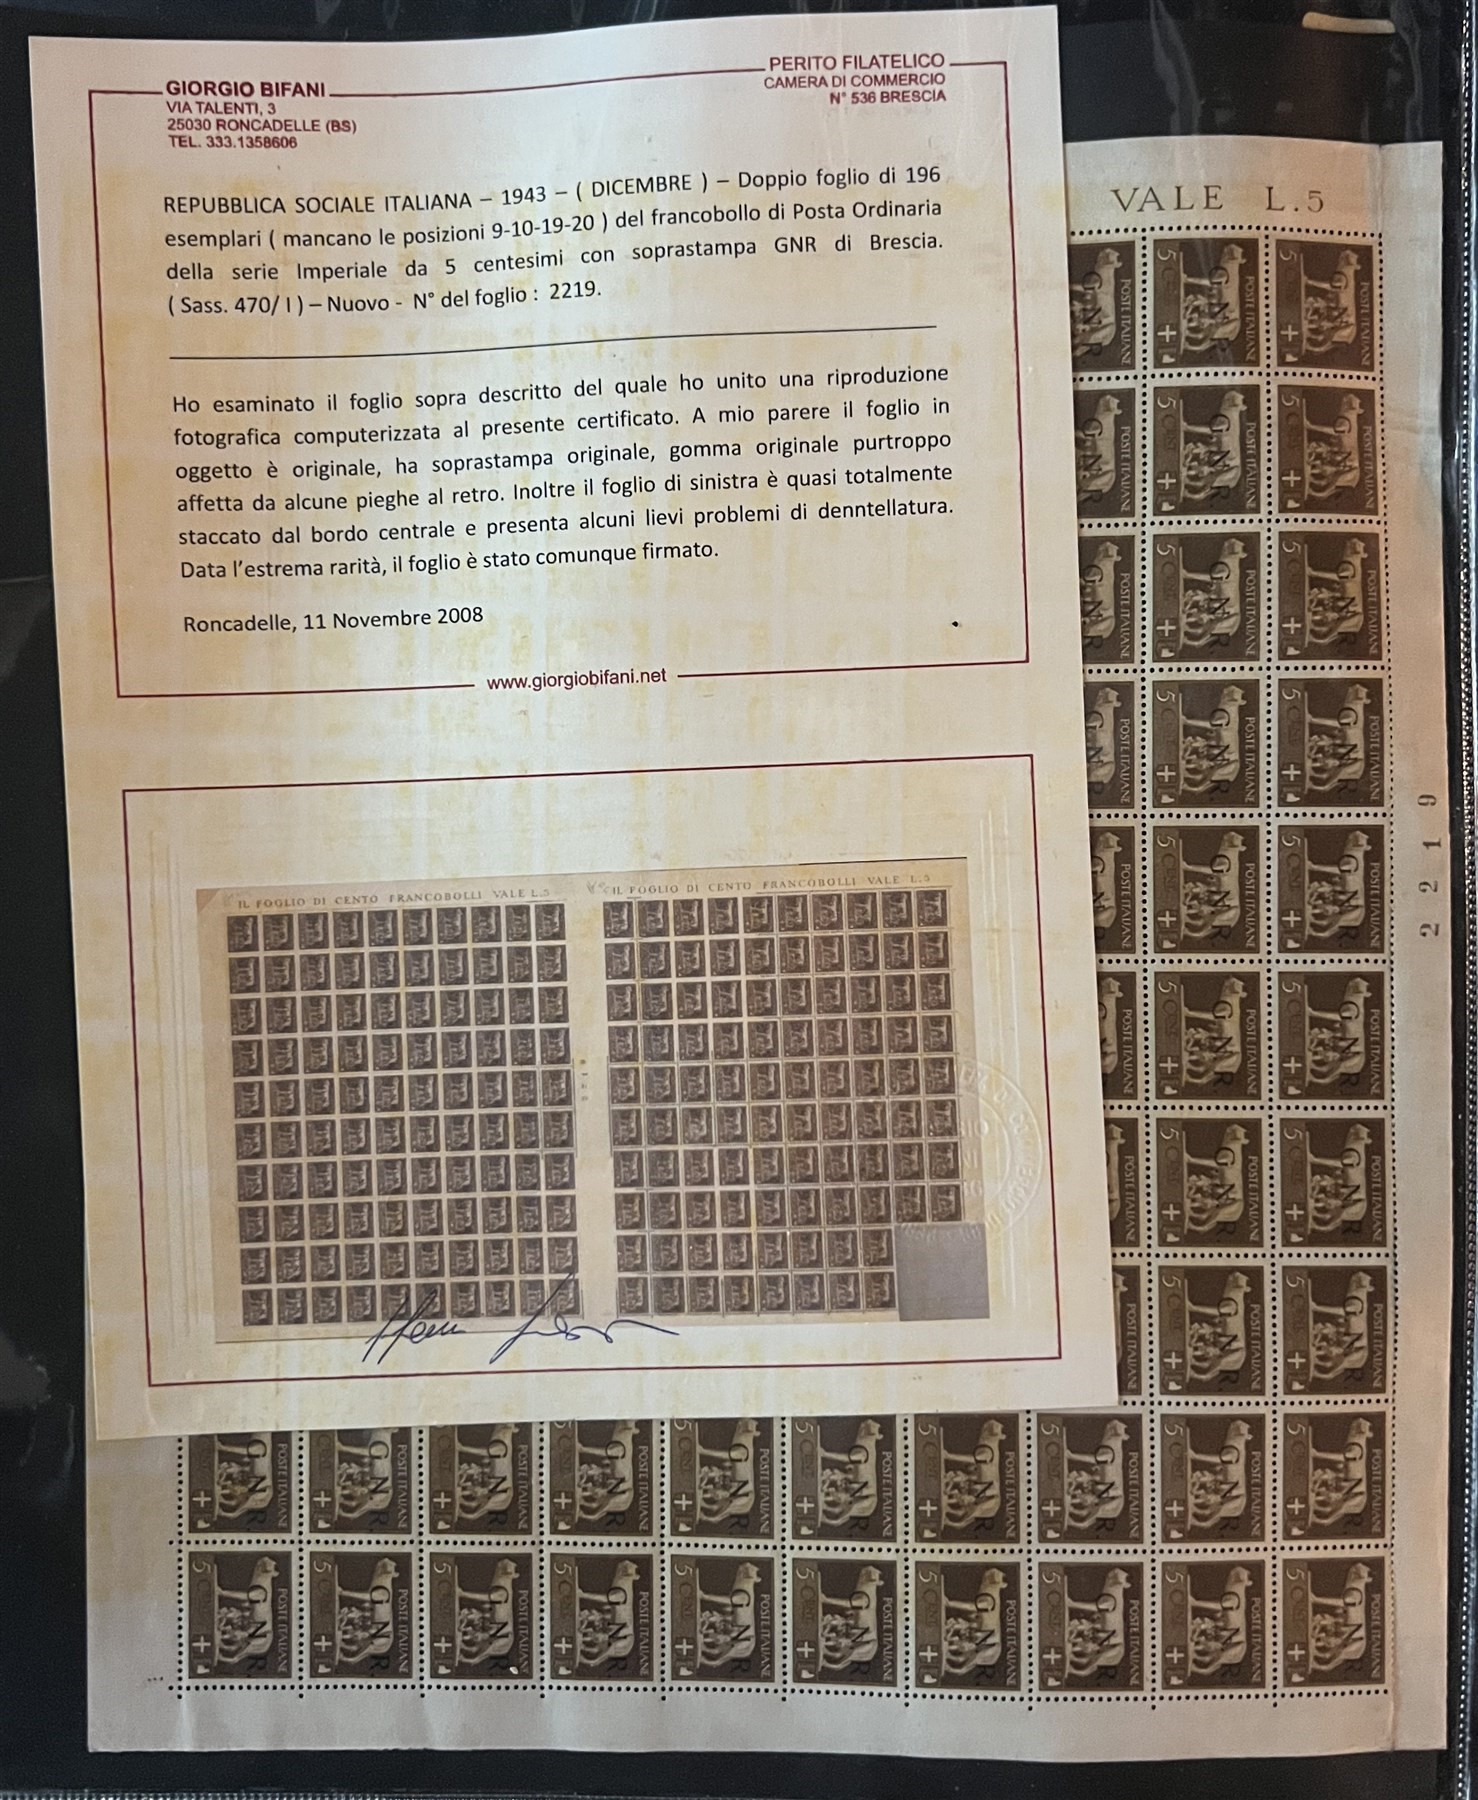 GIORGIO BIFANI
VIA TALENTI, 3
25030 RONCADELLE (BS)
TEL. 333.1358606
PERITO FILATELICO
CAMERA DI COMMERCIO
N° 536 BRESCIA
REPUBBLICA SOCIALE ITALIANA – 1943 – ( DICEMBRE ) – Doppio foglio di 196
esemplari ( mancano le posizioni 9-10-19-20 ) del francobollo di Posta Ordinaria
della serie Imperiale da 5 centesimi con soprastampa GNR di Brescia.
( Sass. 470/ I ) – Nuovo - N° del foglio : 2219.
Ho esaminato il foglio sopra descritto del quale ho unito una riproduzione
fotografica computerizzata al presente certificato. A mio parere il foglio in
oggetto è originale, ha soprastampa originale, gomma originale purtroppo
affetta da alcune pieghe al retro. Inoltre il foglio di sinistra è quasi totalmente
staccato dal bordo centrale e presenta alcuni lievi problemi di denntellatura.
Data l'estrema rarità, il foglio è stato comunque firmato.
Roncadelle, 11 Novembre 2008
www.giorgiobifani.net
IL FOGLIO DI CENTO FRANCOBOLLI VALE L.5
IL FOGLIO DI CENTO FRANCOBOLLI VALE L.5
VALE L.5
2219
POSTE ITALIANE
G.N.R.
5 CENT.